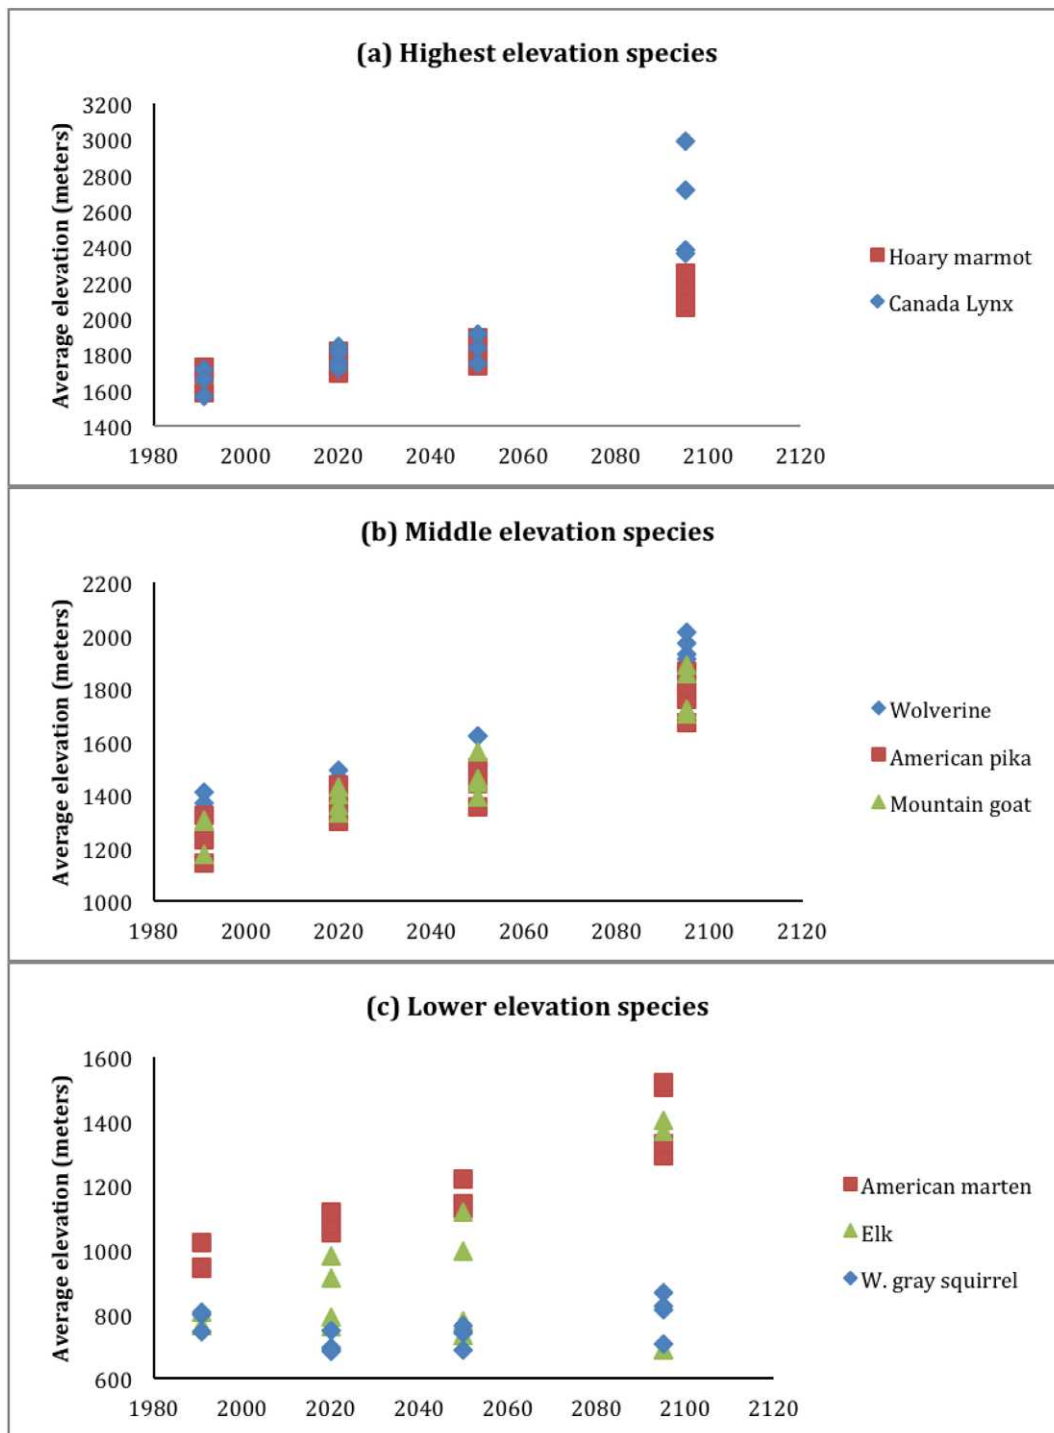 (a) Highest elevation species
Average elevation (meters)
3200
3000
2800
2600
2400
2200
2000
1800
1600
1400
1980 2000 2020 2040 2060 2080 2100 2120
Hoary marmot
Canada Lynx
(b) Middle elevation species
Average elevation (meters)
2200
2000
1800
1600
1400
1200
1000
1980 2000 2020 2040 2060 2080 2100 2120
Wolverine
American pika
Mountain goat
(c) Lower elevation species
Average elevation (meters)
1600
1400
1200
1000
800
600
1980 2000 2020 2040 2060 2080 2100 2120
American marten
Elk
W. gray squirrel